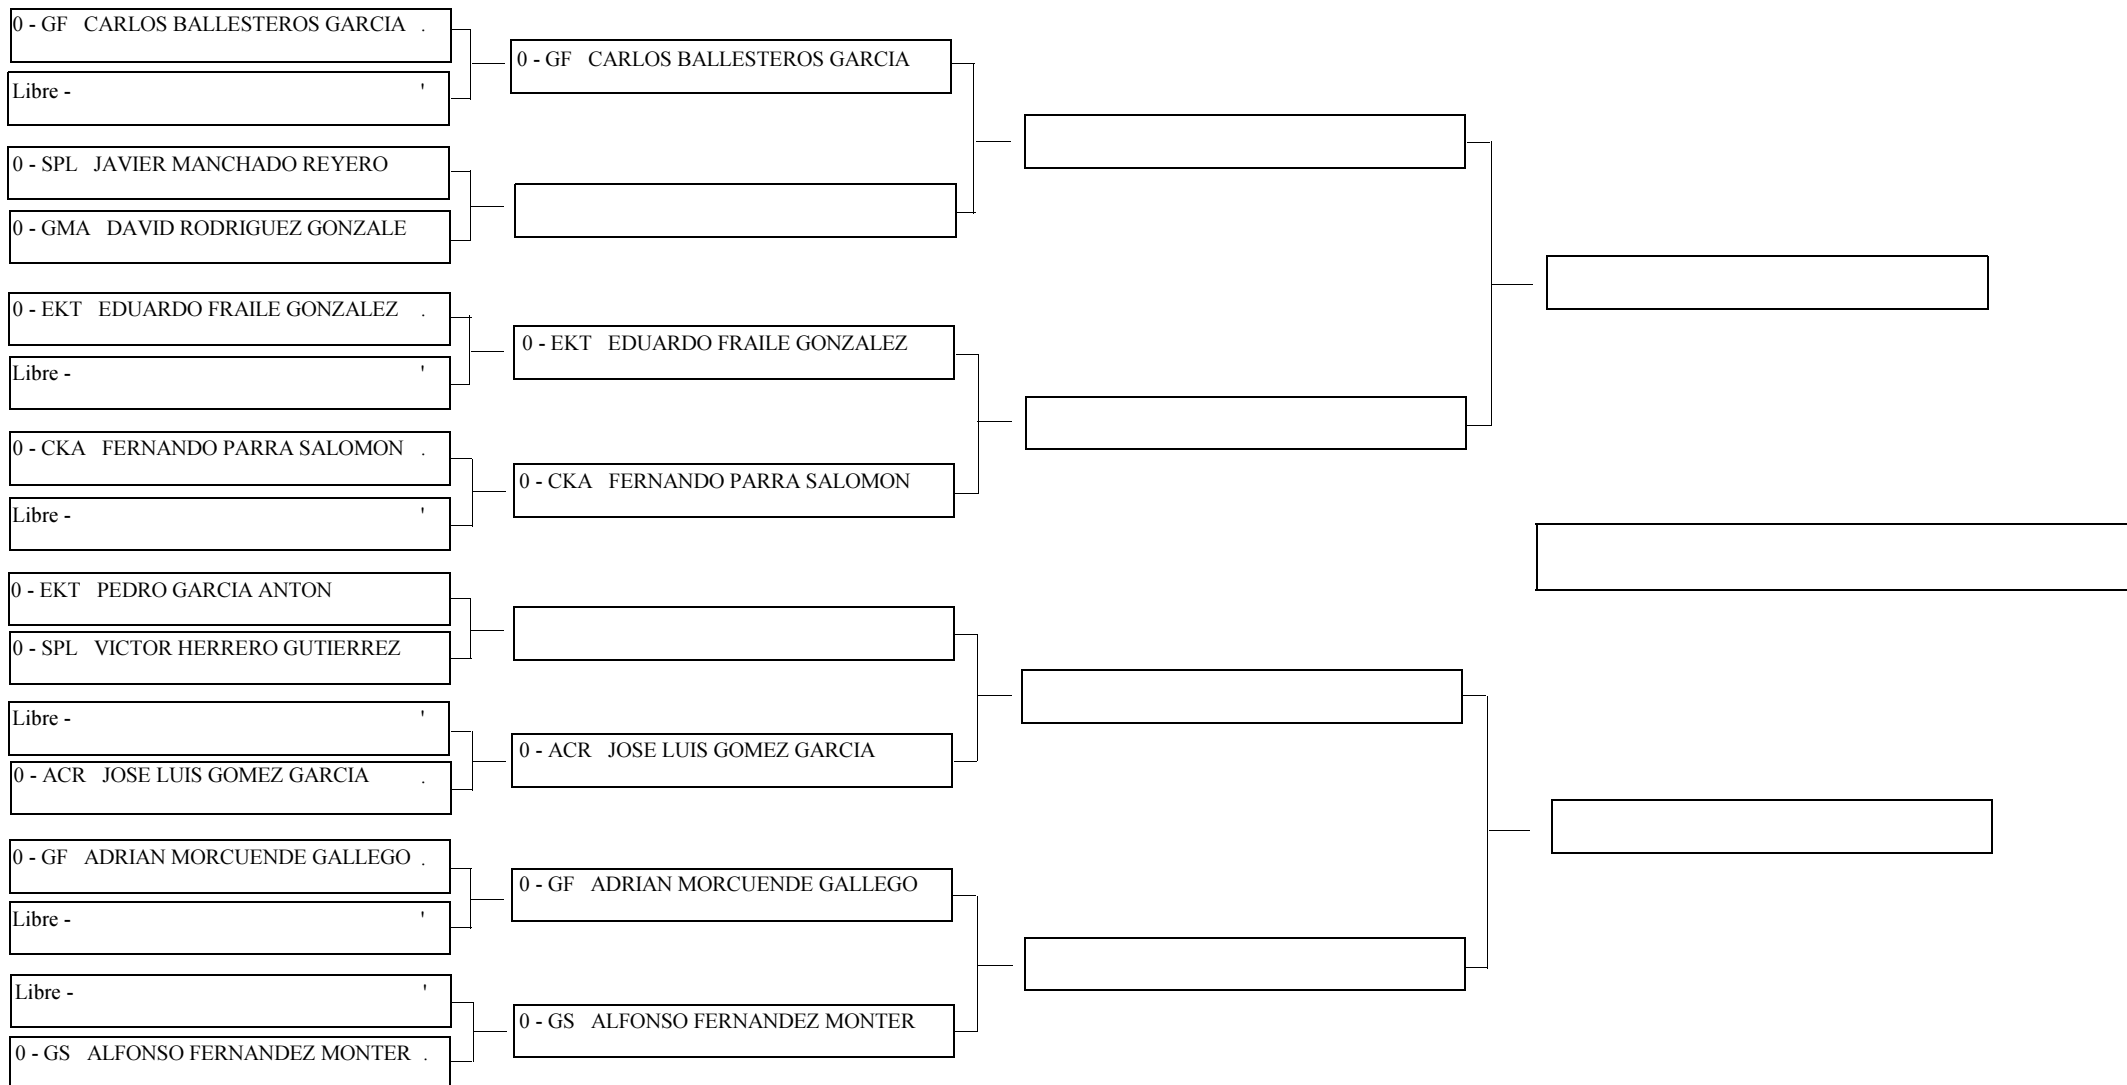 0 - GF CARLOS BALLESTEROS GARCIA .
Libre - '
0 - SPL JAVIER MANCHADO REYERO
0 - GMA DAVID RODRIGUEZ GONZALE
0 - EKT EDUARDO FRAILE GONZALEZ .
Libre - '
0 - CKA FERNANDO PARRA SALOMON .
Libre - '
0 - EKT PEDRO GARCIA ANTON
0 - SPL VICTOR HERRERO GUTIERREZ
Libre - '
0 - ACR JOSE LUIS GOMEZ GARCIA .
0 - GF ADRIAN MORCUENDE GALLEGO .
Libre - '
Libre - '
0 - GS ALFONSO FERNANDEZ MONTER .
0 - GF CARLOS BALLESTEROS GARCIA
0 - EKT EDUARDO FRAILE GONZALEZ
0 - CKA FERNANDO PARRA SALOMON
0 - ACR JOSE LUIS GOMEZ GARCIA
0 - GF ADRIAN MORCUENDE GALLEGO
0 - GS ALFONSO FERNANDEZ MONTER